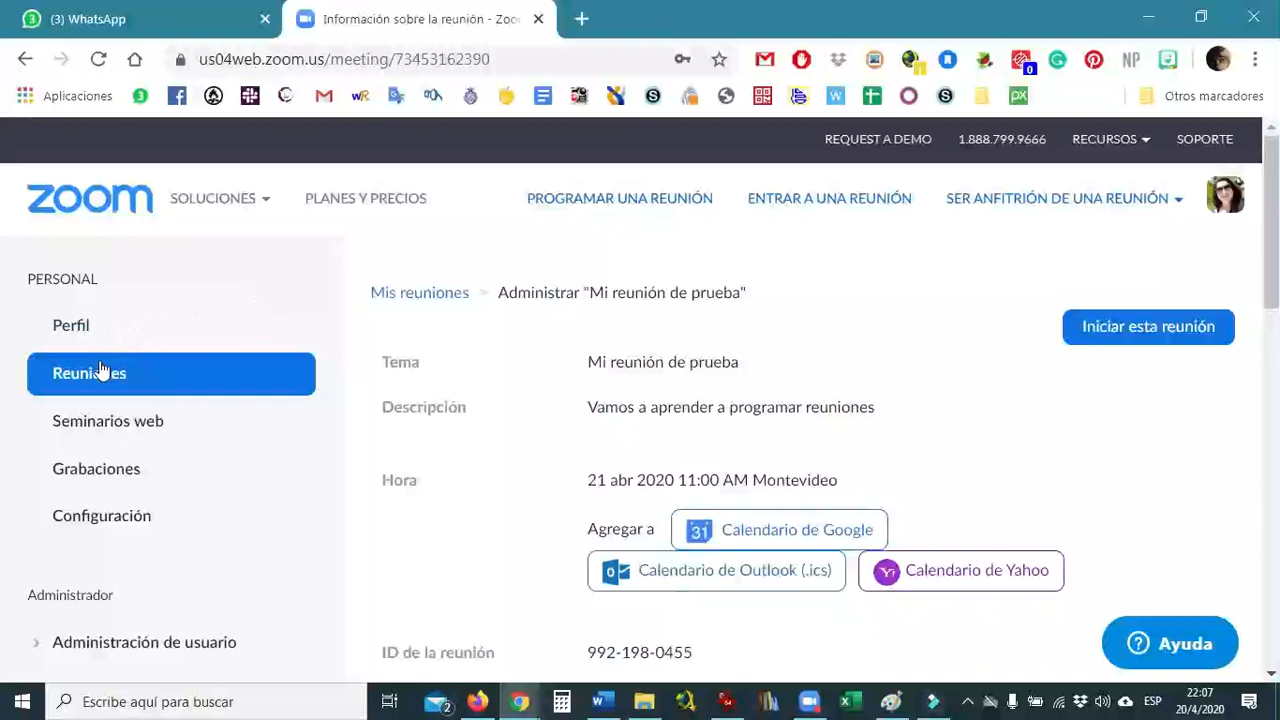 (3) WhatsApp
Información sobre la reunión - Zoo
us04web.zoom.us/meeting/73453162390
Aplicaciones
Otros marcadores
REQUEST A DEMO 1.888.799.9666 RECURSOS SOPORTE
zoom SOLUCIONES PLANES Y PRECIOS PROGRAMAR UNA REUNIÓN ENTRAR A UNA REUNIÓN SER ANFITRIÓN DE UNA REUNIÓN
PERSONAL
Perfil
Reuniones
Seminarios web
Grabaciones
Configuración
Administrador
Administración de usuario
Mis reuniones > Administrar "Mi reunión de prueba"
Iniciar esta reunión
Tema Mi reunión de prueba
Descripción Vamos a aprender a programar reuniones
Hora 21 abr 2020 11:00 AM Montevideo
Agregar a 31 Calendario de Google
Calendario de Outlook (.ics) Calendario de Yahoo
ID de la reunión 992-198-0455
Ayuda
Escribe aquí para buscar
ESP
22:07
20/4/2020